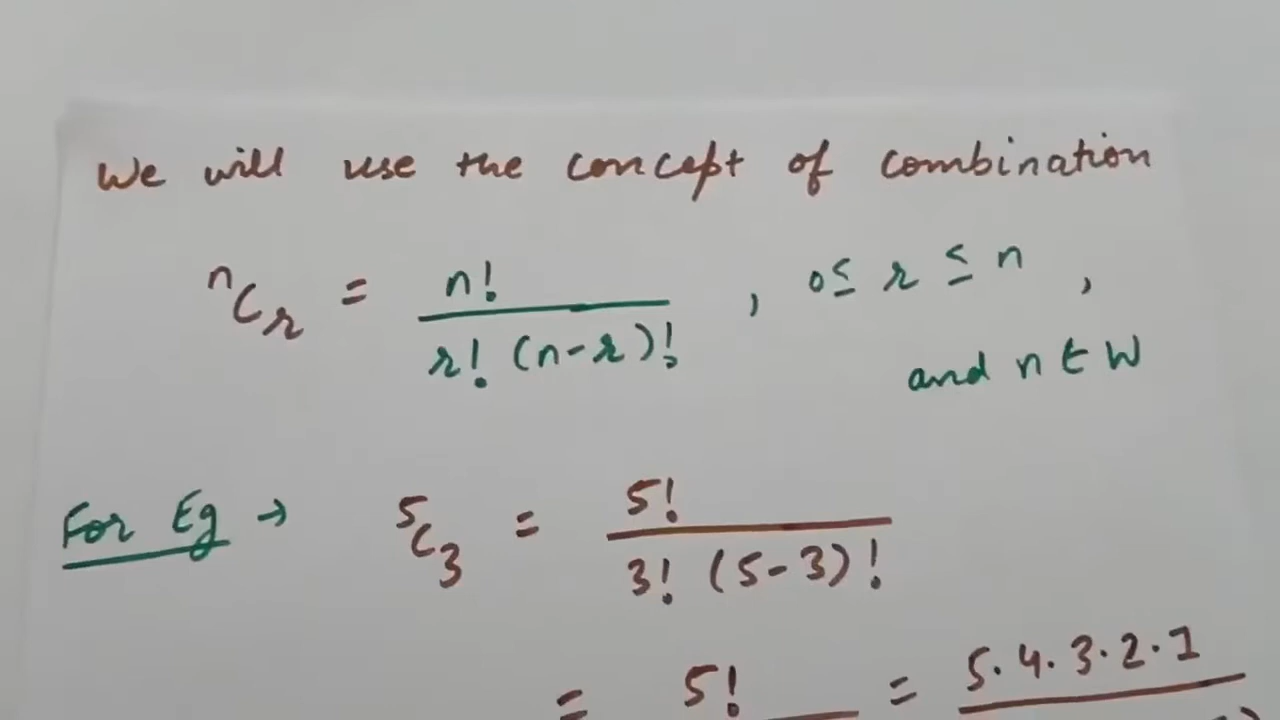 We will use the concept of combination
ⁿCᵣ = n! / r! (n-r)! , 0≤ r ≤ n ,
and n ∈ W
For Eg → ⁵C₃ = 5! / 3! (5-3)!
= 5! = 5.4.3.2.1